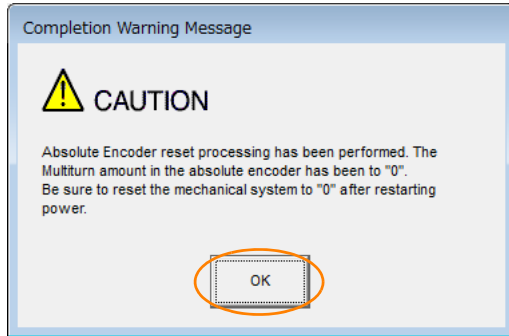 Completion Warning Message
CAUTION
Absolute Encoder reset processing has been performed. The
Multiturn amount in the absolute encoder has been to "0".
Be sure to reset the mechanical system to "0" after restarting
power.
OK